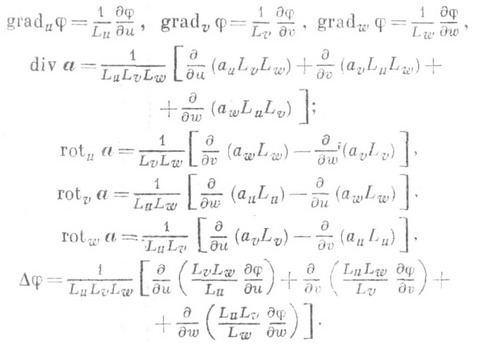 grad_u φ = \frac{1}{L_u} \frac{∂φ}{∂u}, grad_v φ = \frac{1}{L_v} \frac{∂φ}{∂v}, grad_w φ = \frac{1}{L_w} \frac{∂φ}{∂w},
div a = \frac{1}{L_u L_v L_w} [ \frac{∂}{∂u} (a_u L_v L_w) + \frac{∂}{∂v} (a_v L_u L_w) +
+ \frac{∂}{∂w} (a_w L_u L_v) ];
rot_u a = \frac{1}{L_v L_w} [ \frac{∂}{∂v} (a_w L_w) − \frac{∂}{∂w} (a_v L_v) ],
rot_v a = \frac{1}{L_u L_w} [ \frac{∂}{∂w} (a_u L_u) − \frac{∂}{∂u} (a_w L_w) ],
rot_w a = \frac{1}{L_u L_v} [ \frac{∂}{∂u} (a_v L_v) − \frac{∂}{∂v} (a_u L_u) ],
Δφ = \frac{1}{L_u L_v L_w} [ \frac{∂}{∂u} ( \frac{L_v L_w}{L_u} \frac{∂φ}{∂u} ) + \frac{∂}{∂v} ( \frac{L_u L_w}{L_v} \frac{∂φ}{∂v} ) +
+ \frac{∂}{∂w} ( \frac{L_u L_v}{L_w} \frac{∂φ}{∂w} ) ].